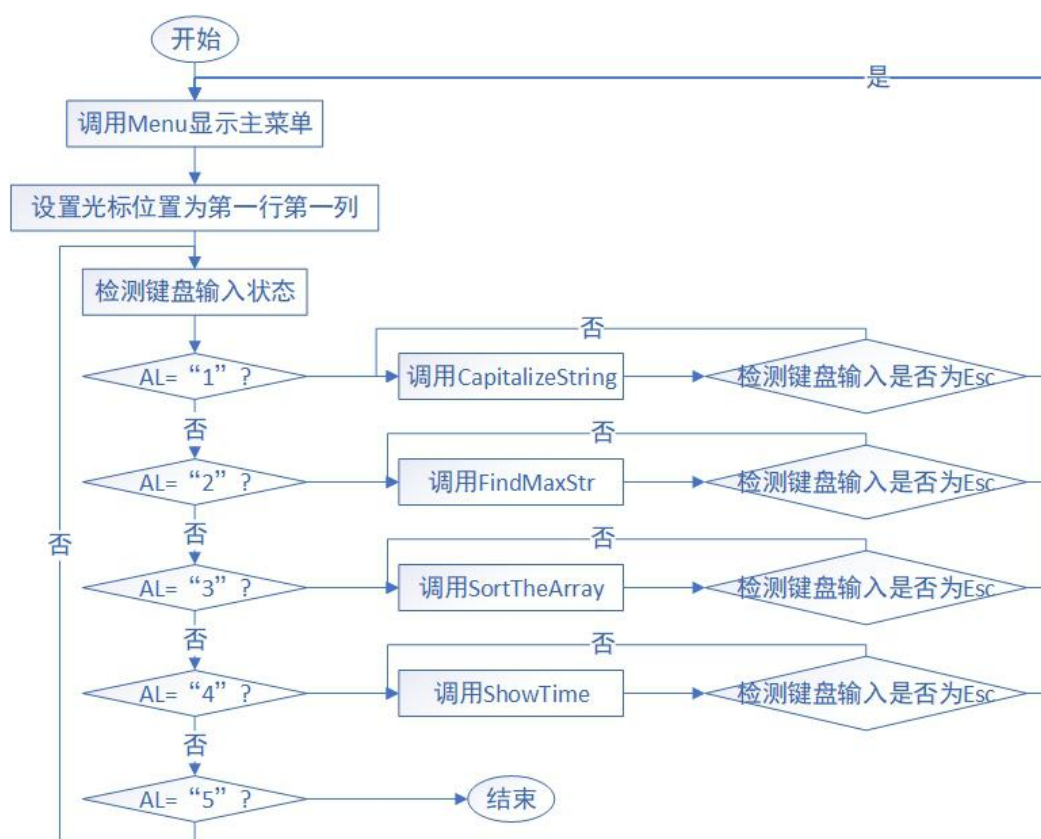 开始
是
调用Menu显示主菜单
设置光标位置为第一行第一列
检测键盘输入状态
否
AL=“1”?
调用CapitalizeString
检测键盘输入是否为Esc
否
否
AL=“2”?
调用FindMaxStr
检测键盘输入是否为Esc
否
否
否
AL=“3”?
调用SortTheArray
检测键盘输入是否为Esc
否
否
AL=“4”?
调用ShowTime
检测键盘输入是否为Esc
否
AL=“5”?
结束